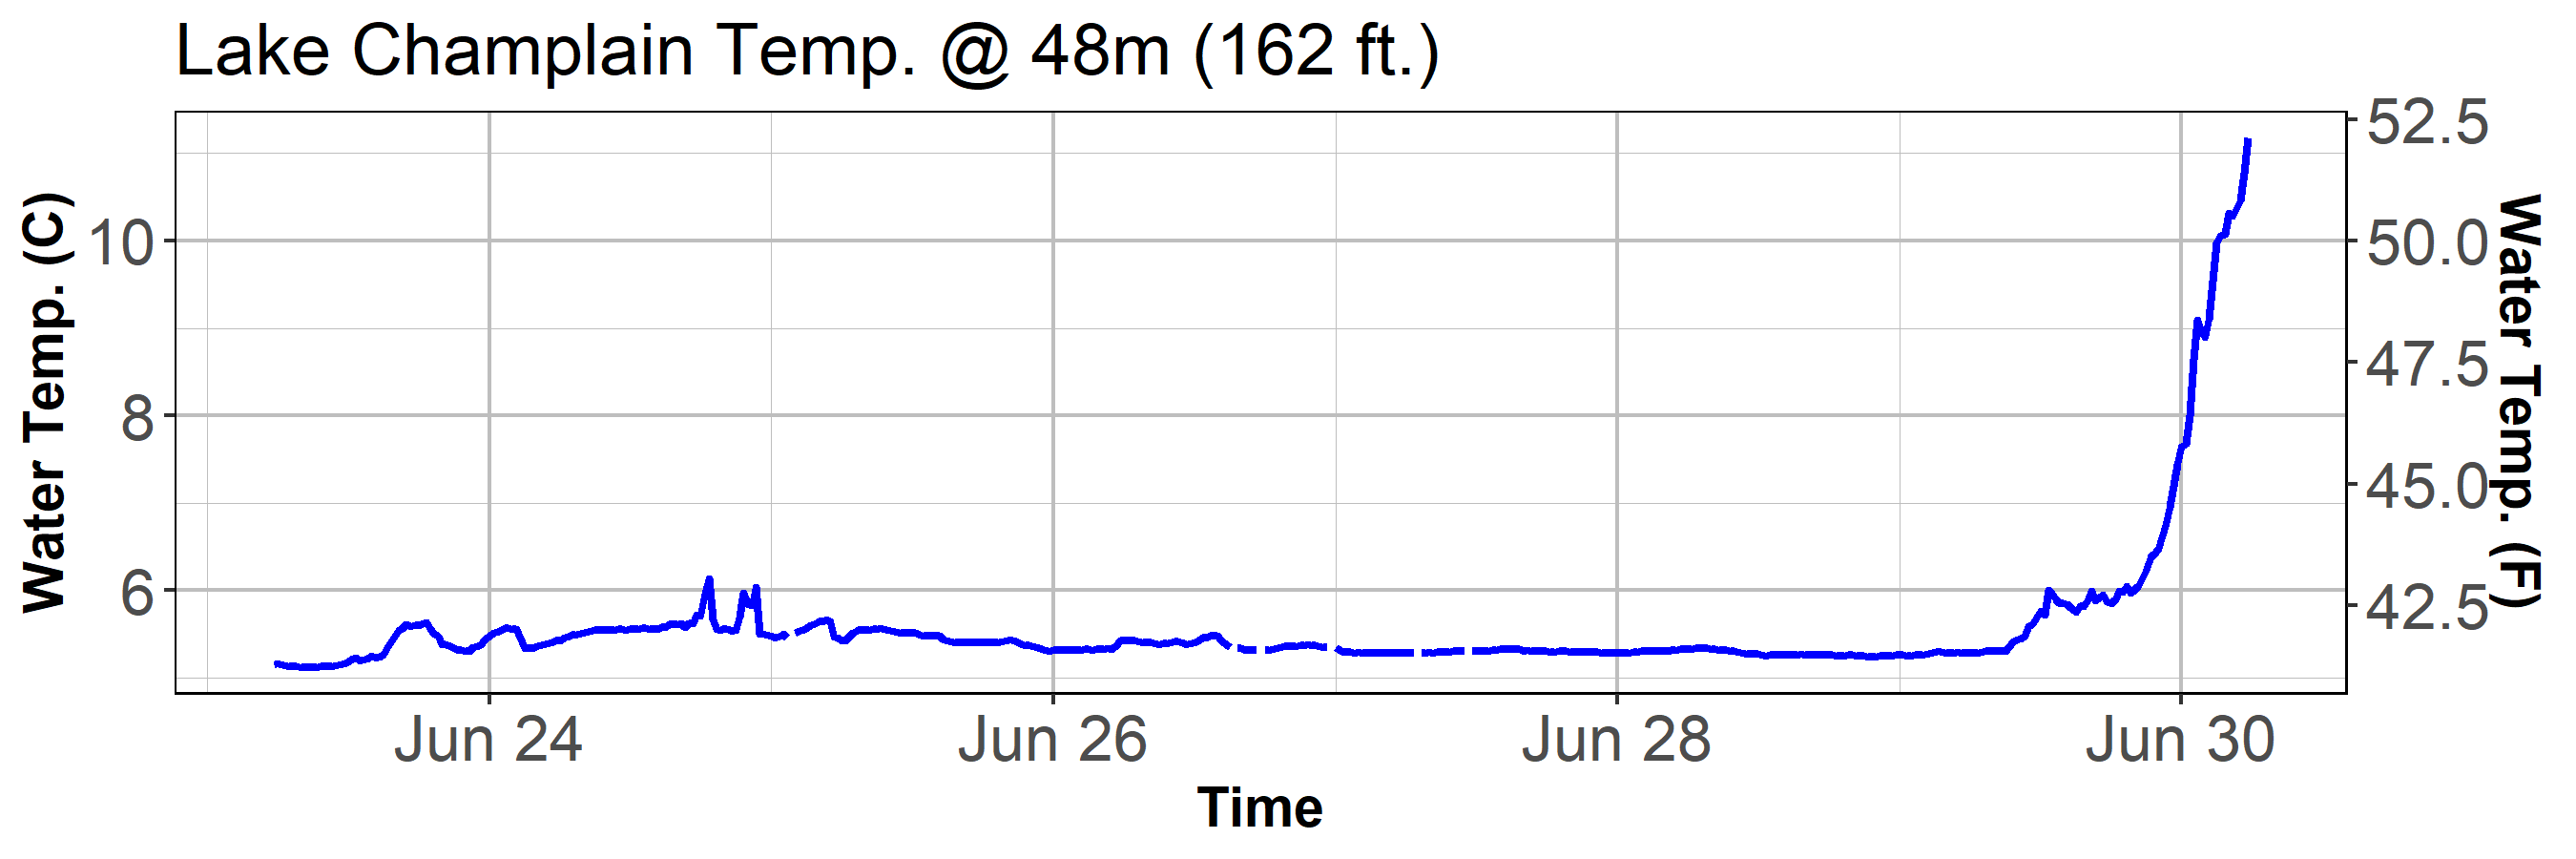 Lake Champlain Temp. @ 48m (162 ft.)
Water Temp. (C)
10
8
6
52.5
50.0
47.5
45.0
42.5
Water Temp. (F)
Jun 24 Jun 26 Jun 28 Jun 30
Time